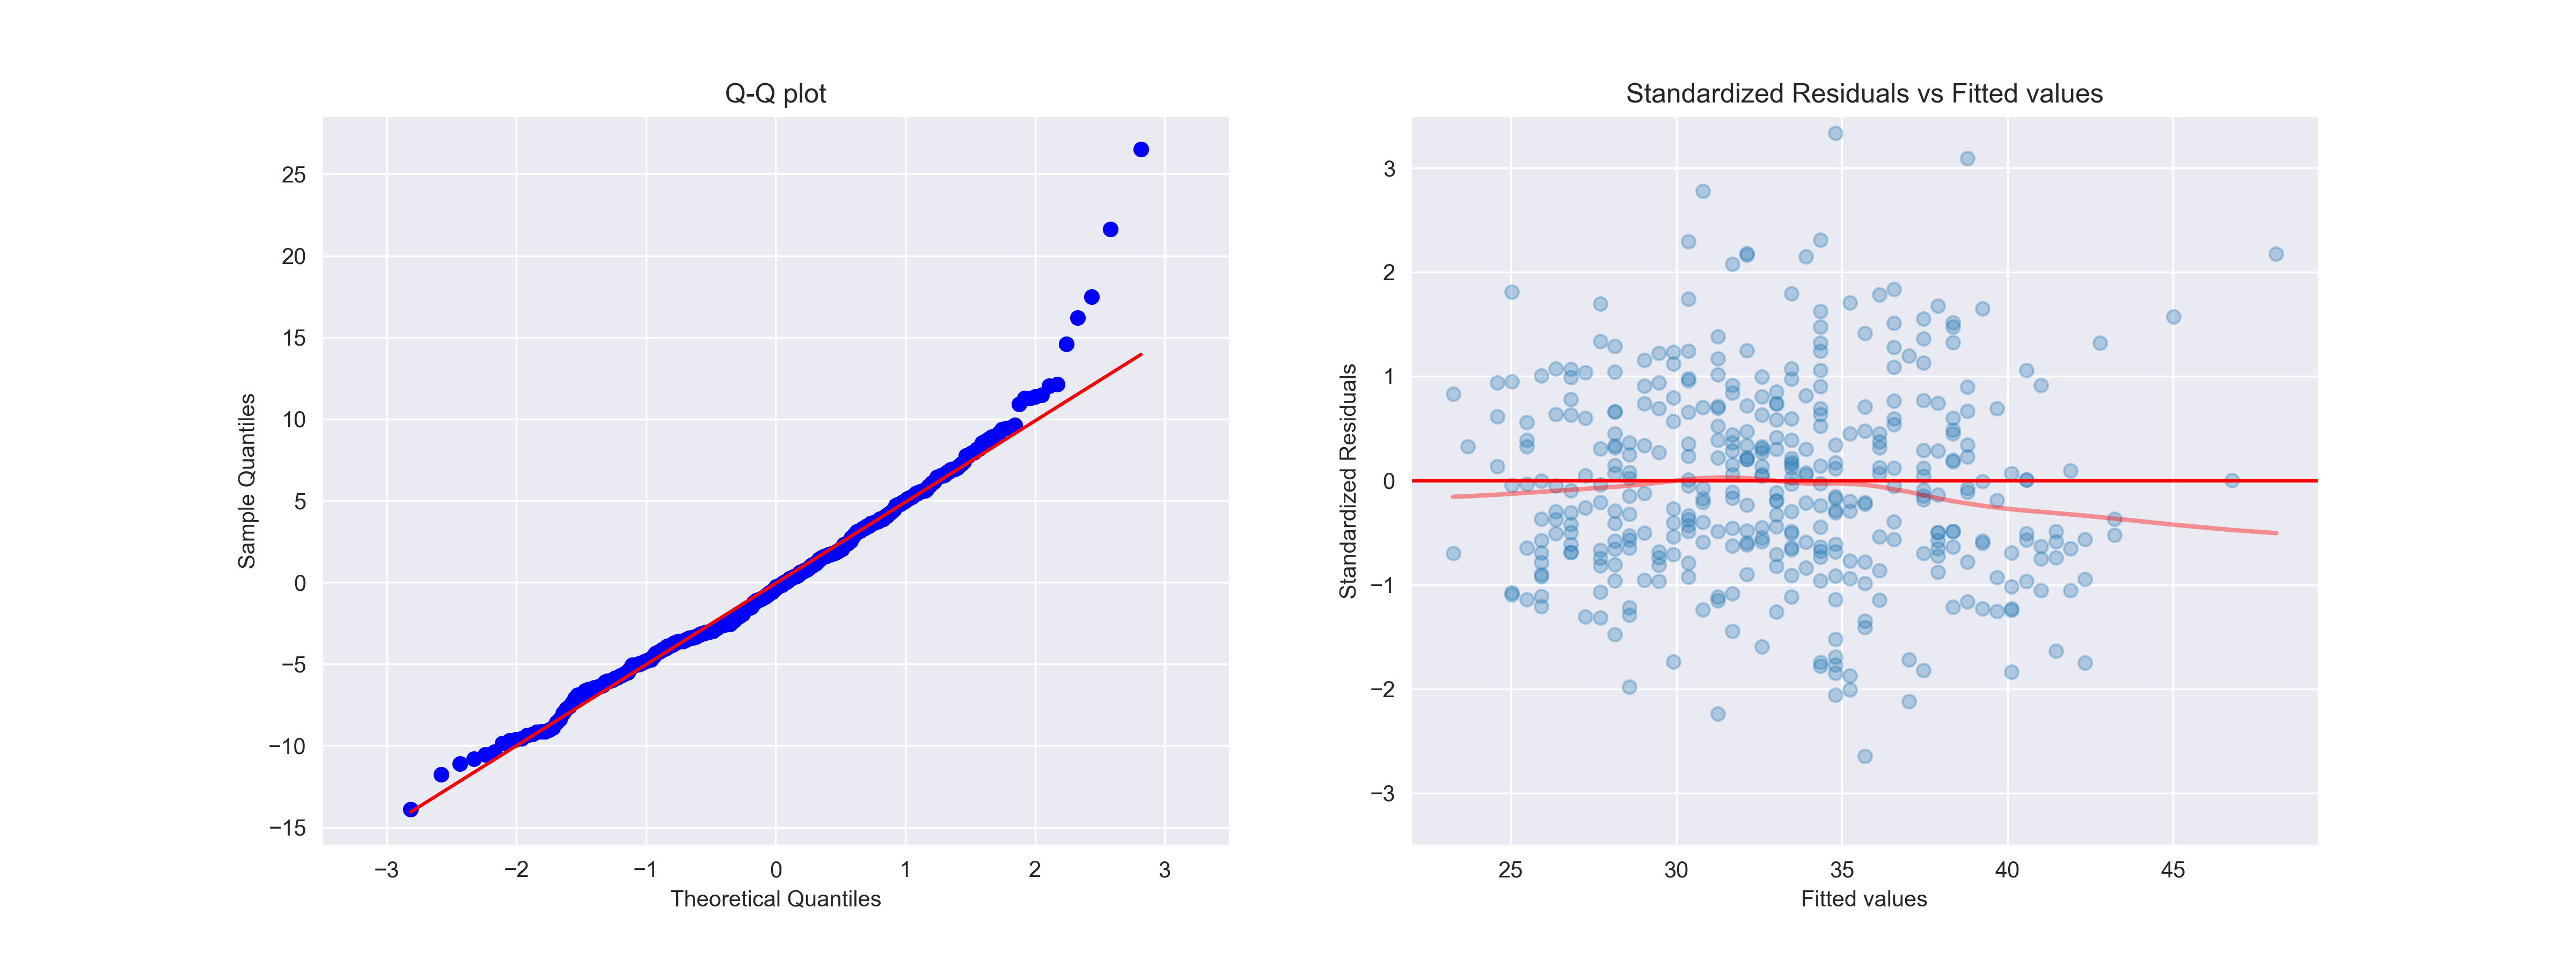 Q-Q plot
25
20
15
10
5
0
−5
−10
−15
Sample Quantiles
−3 −2 −1 0 1 2 3
Theoretical Quantiles
Standardized Residuals vs Fitted values
3
2
1
0
−1
−2
−3
Standardized Residuals
25 30 35 40 45
Fitted values